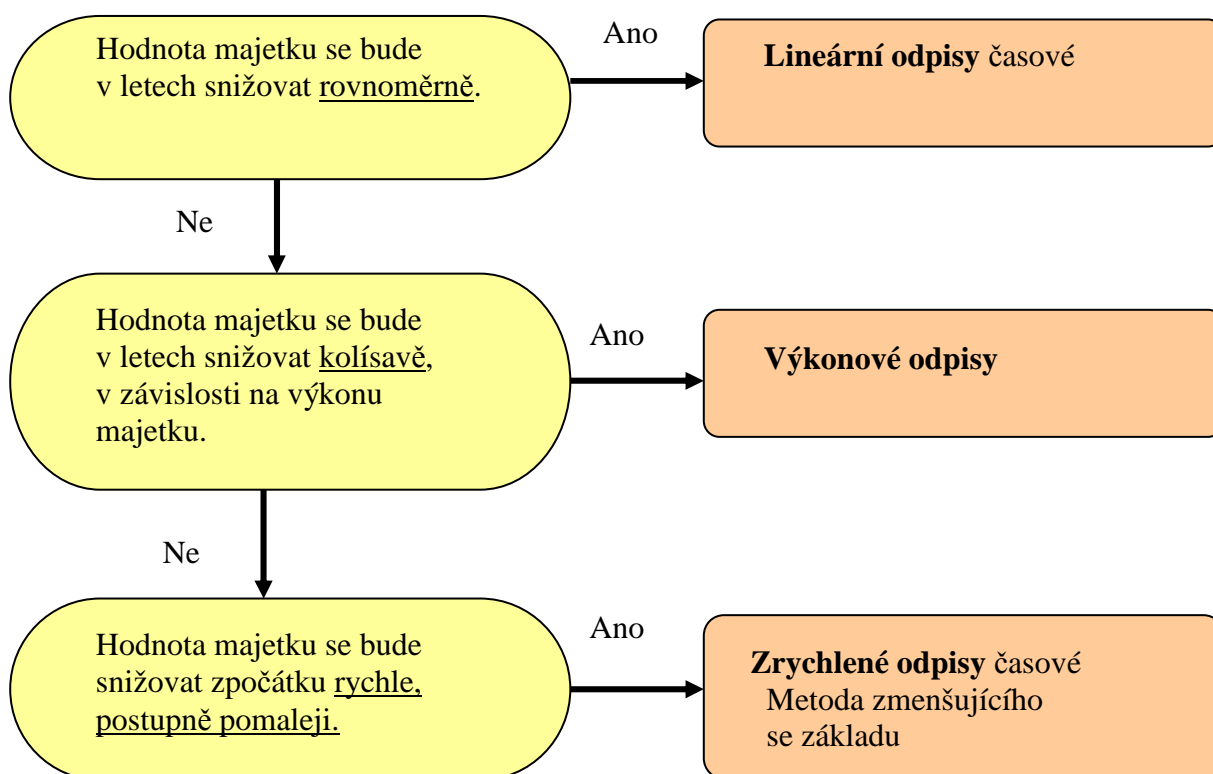 Hodnota majetku se bude
v letech snižovat rovnoměrně.
Ano
Lineární odpisy časové
Ne
Hodnota majetku se bude
v letech snižovat kolísavě,
v závislosti na výkonu
majetku.
Ano
Výkonové odpisy
Ne
Hodnota majetku se bude
snižovat zpočátku rychle,
postupně pomaleji.
Ano
Zrychlené odpisy časové
Metoda zmenšujícího
se základu